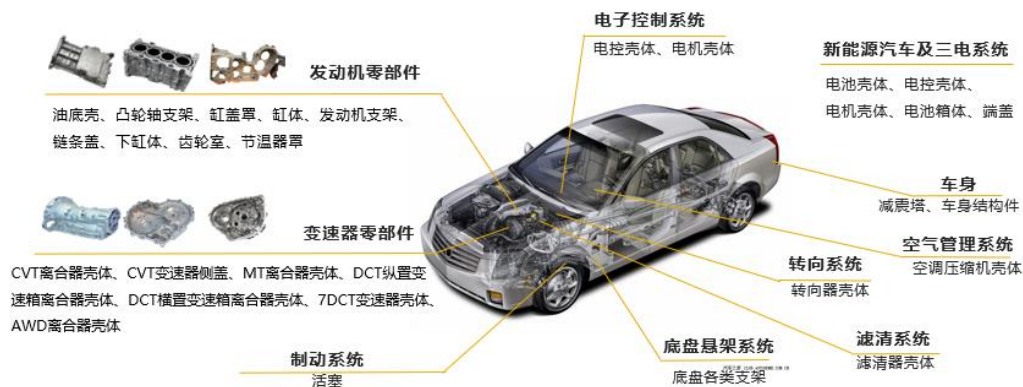 电子控制系统
电控壳体、电机壳体
新能源汽车及三电系统
电池壳体、电控壳体、
电机壳体、电池箱体、端盖
发动机零部件
油底壳、凸轮轴支架、缸盖罩、缸体、发动机支架、
链条盖、下缸体、齿轮室、节温器罩
车身
减震塔、车身结构件
变速器零部件
CVT离合器壳体、CVT变速器侧盖、MT离合器壳体、DCT纵置变
速箱离合器壳体、DCT横置变速箱离合器壳体、7DCT变速器壳体、
AWD离合器壳体
空气管理系统
空调压缩机壳体
转向系统
转向器壳体
制动系统
活塞
底盘悬架系统
底盘各类支架
滤清系统
滤清器壳体